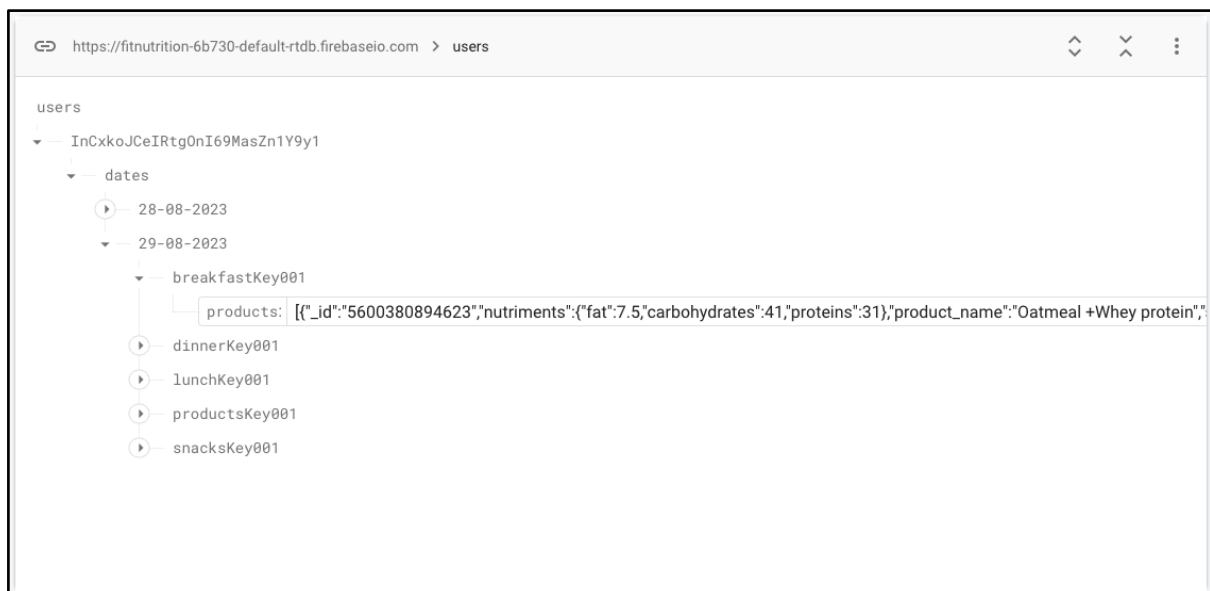 https://fitnutrition-6b730-default-rtdb.firebaseio.com > users
users
InCxkoJCeIRtgOnI69MasZn1Y9y1
dates
28-08-2023
29-08-2023
breakfastKey001
products: [{"_id":"5600380894623","nutriments":{"fat":7.5,"carbohydrates":41,"proteins":31},"product_name":"Oatmeal +Whey protein","
dinnerKey001
lunchKey001
productsKey001
snacksKey001